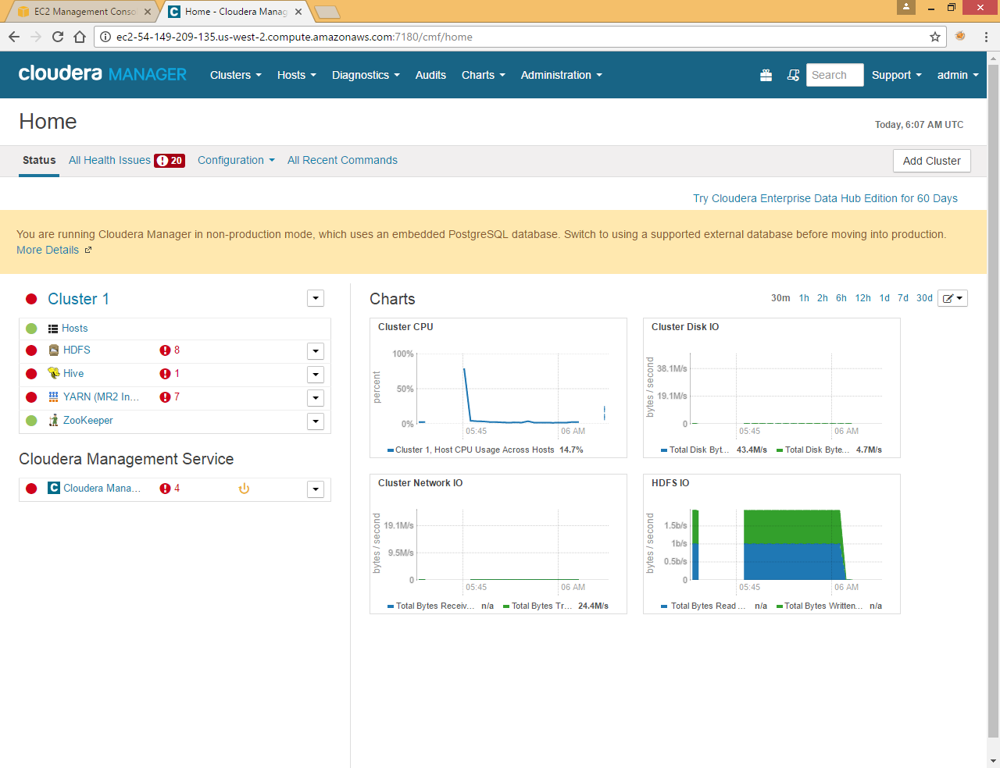 EC2 Management Conso
Home - Cloudera Manag
ec2-54-149-209-135.us-west-2.compute.amazonaws.com:7180/cmf/home
cloudera MANAGER
Clusters
Hosts
Diagnostics
Audits
Charts
Administration
Search
Support
admin
Home
Today, 6:07 AM UTC
Status
All Health Issues
20
Configuration
All Recent Commands
Add Cluster
Try Cloudera Enterprise Data Hub Edition for 60 Days
You are running Cloudera Manager in non-production mode, which uses an embedded PostgreSQL database. Switch to using a supported external database before moving into production.
More Details
Cluster 1
Hosts
HDFS
8
Hive
1
YARN (MR2 In...
7
ZooKeeper
Cloudera Management Service
C Cloudera Mana...
4
Charts
30m 1h 2h 6h 12h 1d 7d 30d
Cluster CPU
percent
100%
50%
0%
05:45
06 AM
Cluster 1, Host CPU Usage Across Hosts 14.7%
Cluster Disk IO
bytes / second
38.1M/s
19.1M/s
0
05:45
06 AM
Total Disk Byt... 43.4M/s
Total Disk Byte... 4.7M/s
Cluster Network IO
bytes / second
19.1M/s
9.5M/s
0
05:45
06 AM
Total Bytes Receiv... n/a
Total Bytes Tr... 24.4M/s
HDFS IO
bytes / second
1.5b/s
1b/s
0.5b/s
0
05:45
06 AM
Total Bytes Read ... n/a
Total Bytes Written... n/a